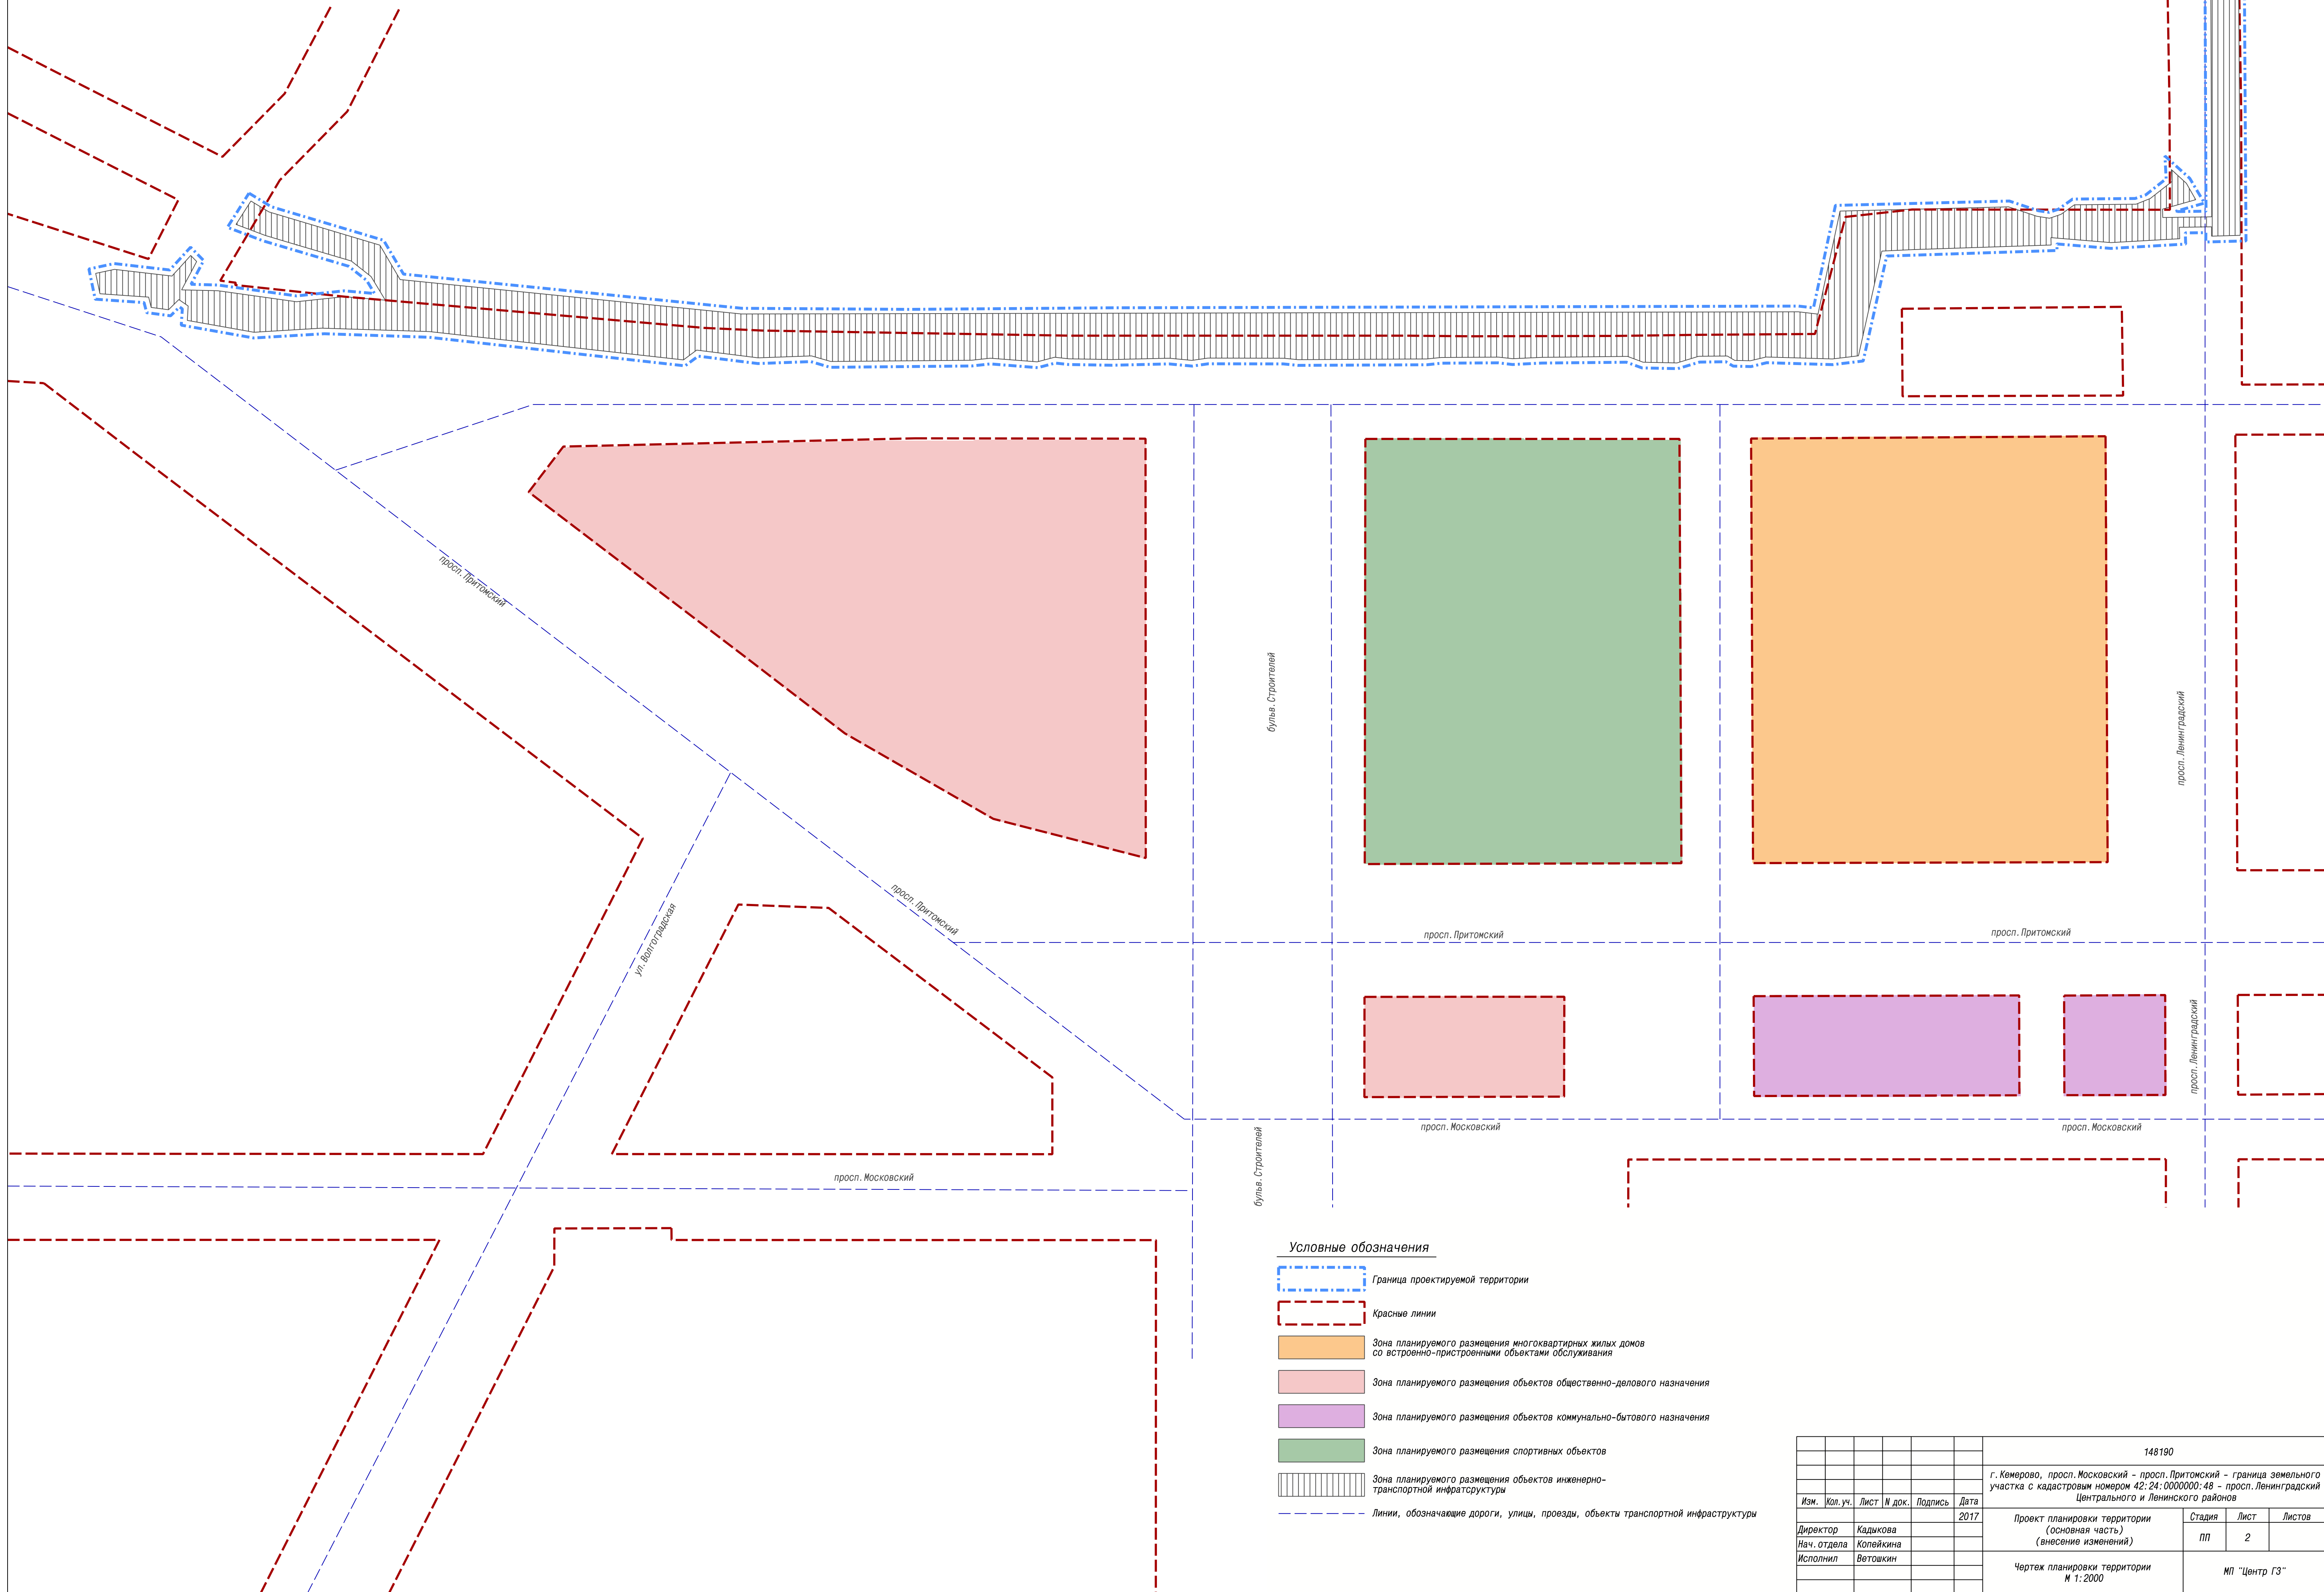 просп.Притомский
бульв.Строителей
просп.Ленинградский
просп.Притомский
ул.Волгоградская
просп.Притомский
просп.Притомский
просп.Ленинградский
просп.Московский
просп.Московский
просп.Московский
бульв.Строителей
Условные обозначения
Граница проектируемой территории
Красные линии
Зона планируемого размещения многоквартирных жилых домов
со встроенно-пристроенными объектами обслуживания
Зона планируемого размещения объектов общественно-делового назначения
Зона планируемого размещения объектов коммунально-бытового назначения
Зона планируемого размещения спортивных объектов
Зона планируемого размещения объектов инженерно-
транспортной инфратсруктуры
Линии, обозначающие дороги, улицы, проезды, объекты транспортной инфраструктуры
148190
г.Кемерово, просп.Московский - просп.Притомский - граница земельного
участка с кадастровым номером 42:24:0000000:48 - просп.Ленинградский
Центрального и Ленинского районов
Изм. Кол.уч. Лист N док. Подпись Дата
2017
Проект планировки территории
(основная часть)
(внесение изменений)
Стадия Лист Листов
ПП 2
Директор Кадыкова
Нач.отдела Копейкина
Исполнил Ветошкин
Чертеж планировки территории
М 1:2000
МП "Центр ГЗ"